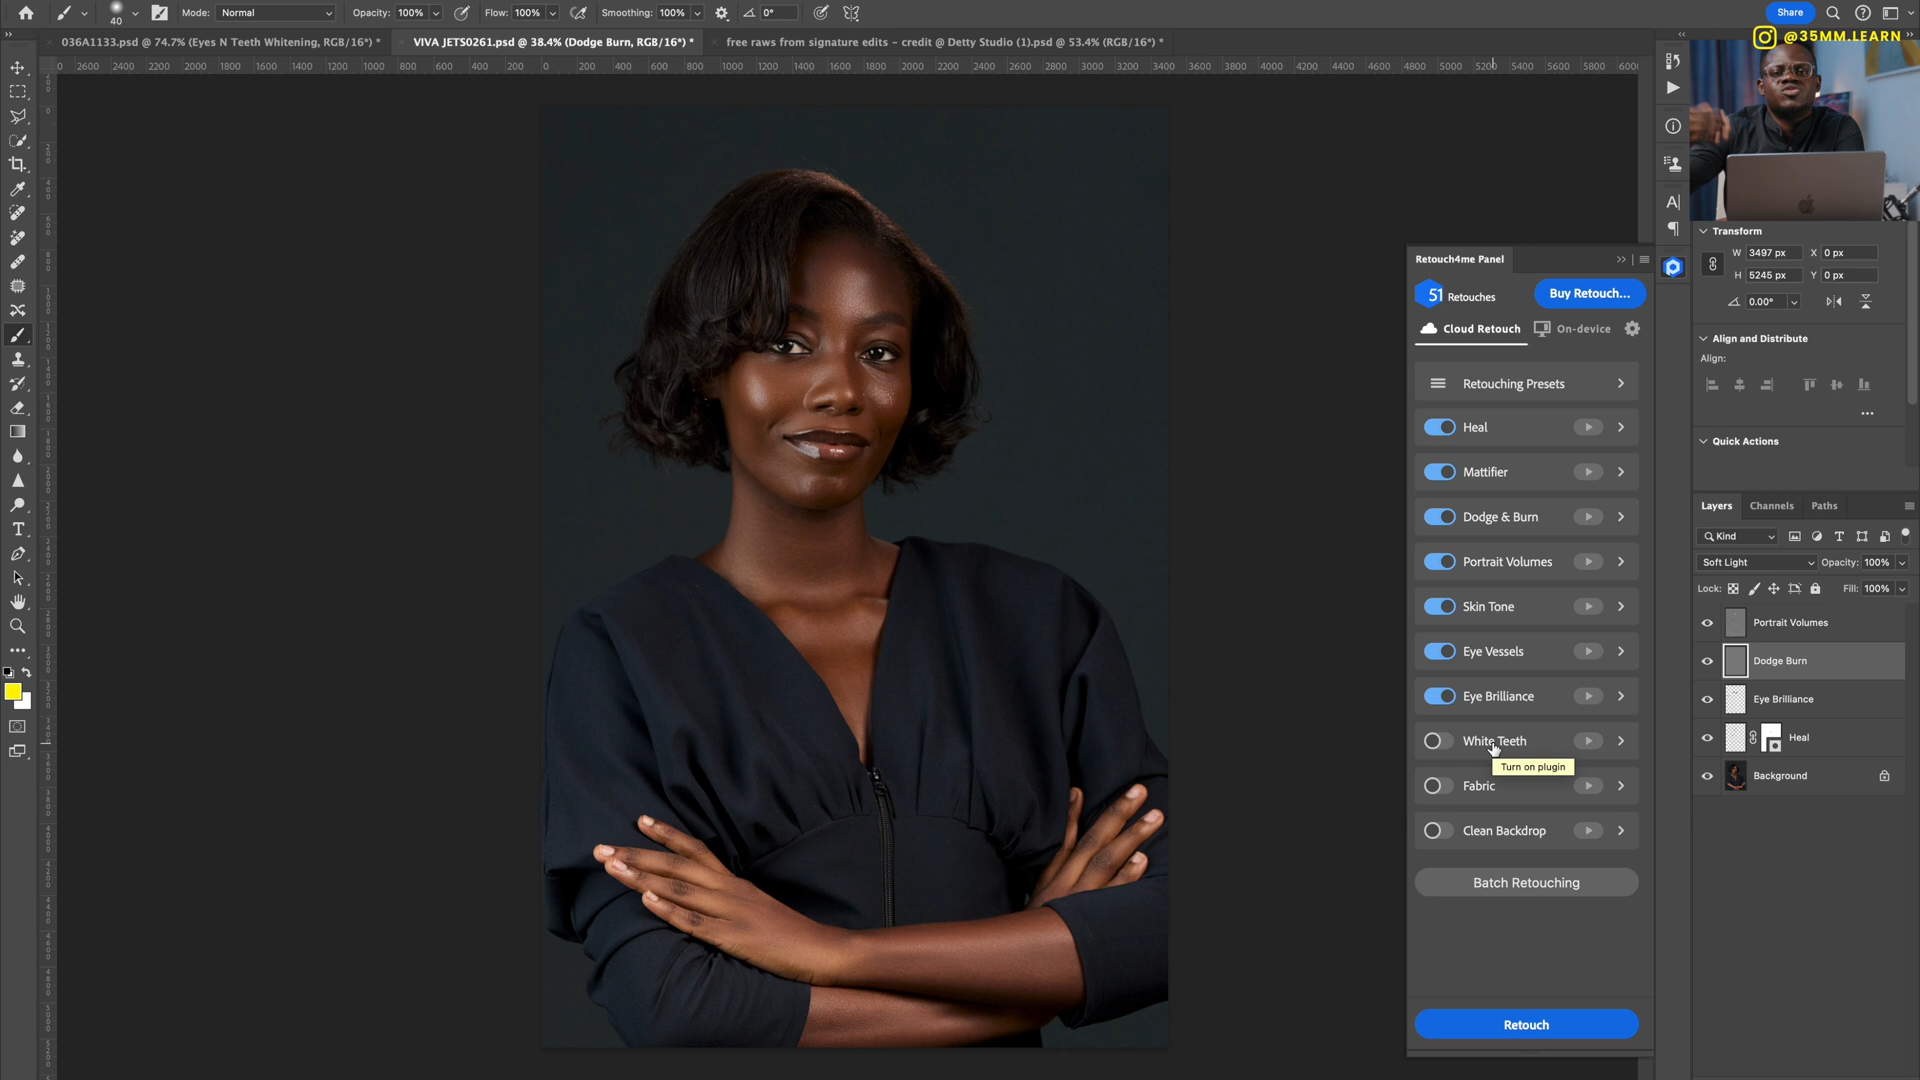 40
Mode: Normal
Opacity: 100%
Flow: 100%
Smoothing: 100%
0°
Share
@35MM.LEARN
036A1133.psd @ 74.7% (Eyes N Teeth Whitening, RGB/16*) *
VIVA JETS0261.psd @ 38.4% (Dodge Burn, RGB/16*) *
free raws from signature edits – credit @ Detty Studio (1).psd @ 53.4% (RGB/16*) *
0 2600 2400 2200 2000 1800 1600 1400 1200 1000 800 600 400 200 0 200 400 600 800 1000 1200 1400 1600 1800 2000 2200 2400 2600 2800 3000 3200 3400 3600 3800 4000 4200 4400 4600 4800 5000 5200 5400 5600 5800 6000
Transform
W 3497 px X 0 px
H 5245 px Y 0 px
0.00°
Align and Distribute
Align:
Quick Actions
Retouch4me Panel
51 Retouches
Buy Retouch...
Cloud Retouch
On-device
Retouching Presets
Heal
Mattifier
Dodge & Burn
Portrait Volumes
Skin Tone
Eye Vessels
Eye Brilliance
White Teeth
Turn on plugin
Fabric
Clean Backdrop
Batch Retouching
Retouch
Layers Channels Paths
Kind
Soft Light
Opacity: 100%
Lock:
Fill: 100%
Portrait Volumes
Dodge Burn
Eye Brilliance
Heal
Background